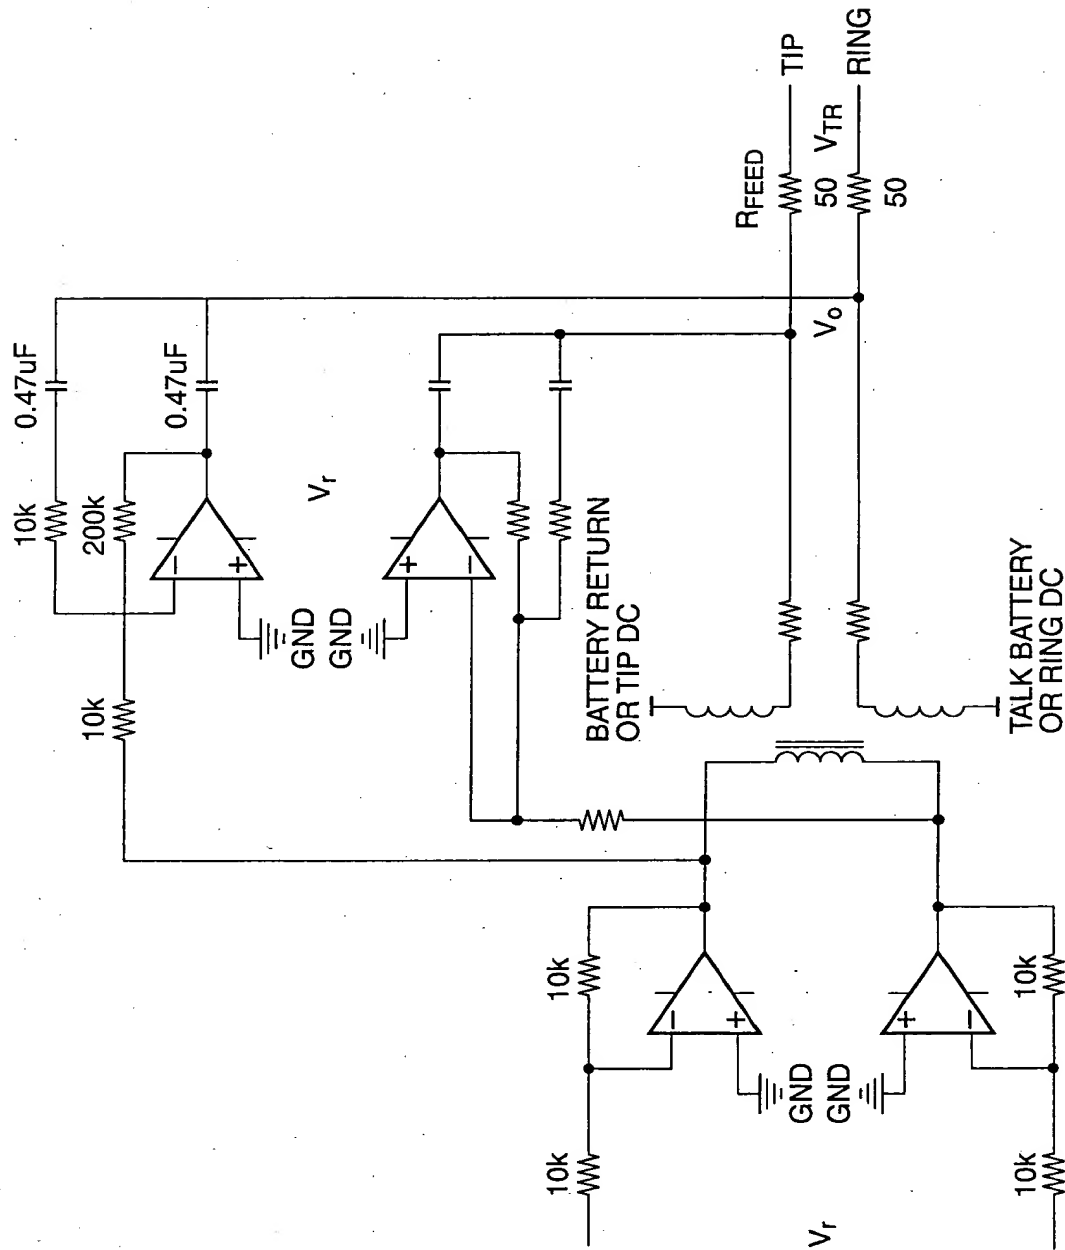 TIP
RING
RFEED
VTR
50
50
0.47uF
0.47uF
Vo
10k
200k
Vr
−
+
GND
+
−
GND
10k
BATTERY RETURN
OR TIP DC
TALK BATTERY
OR RING DC
10k
10k
−
+
GND
+
−
GND
10k
10k
Vr